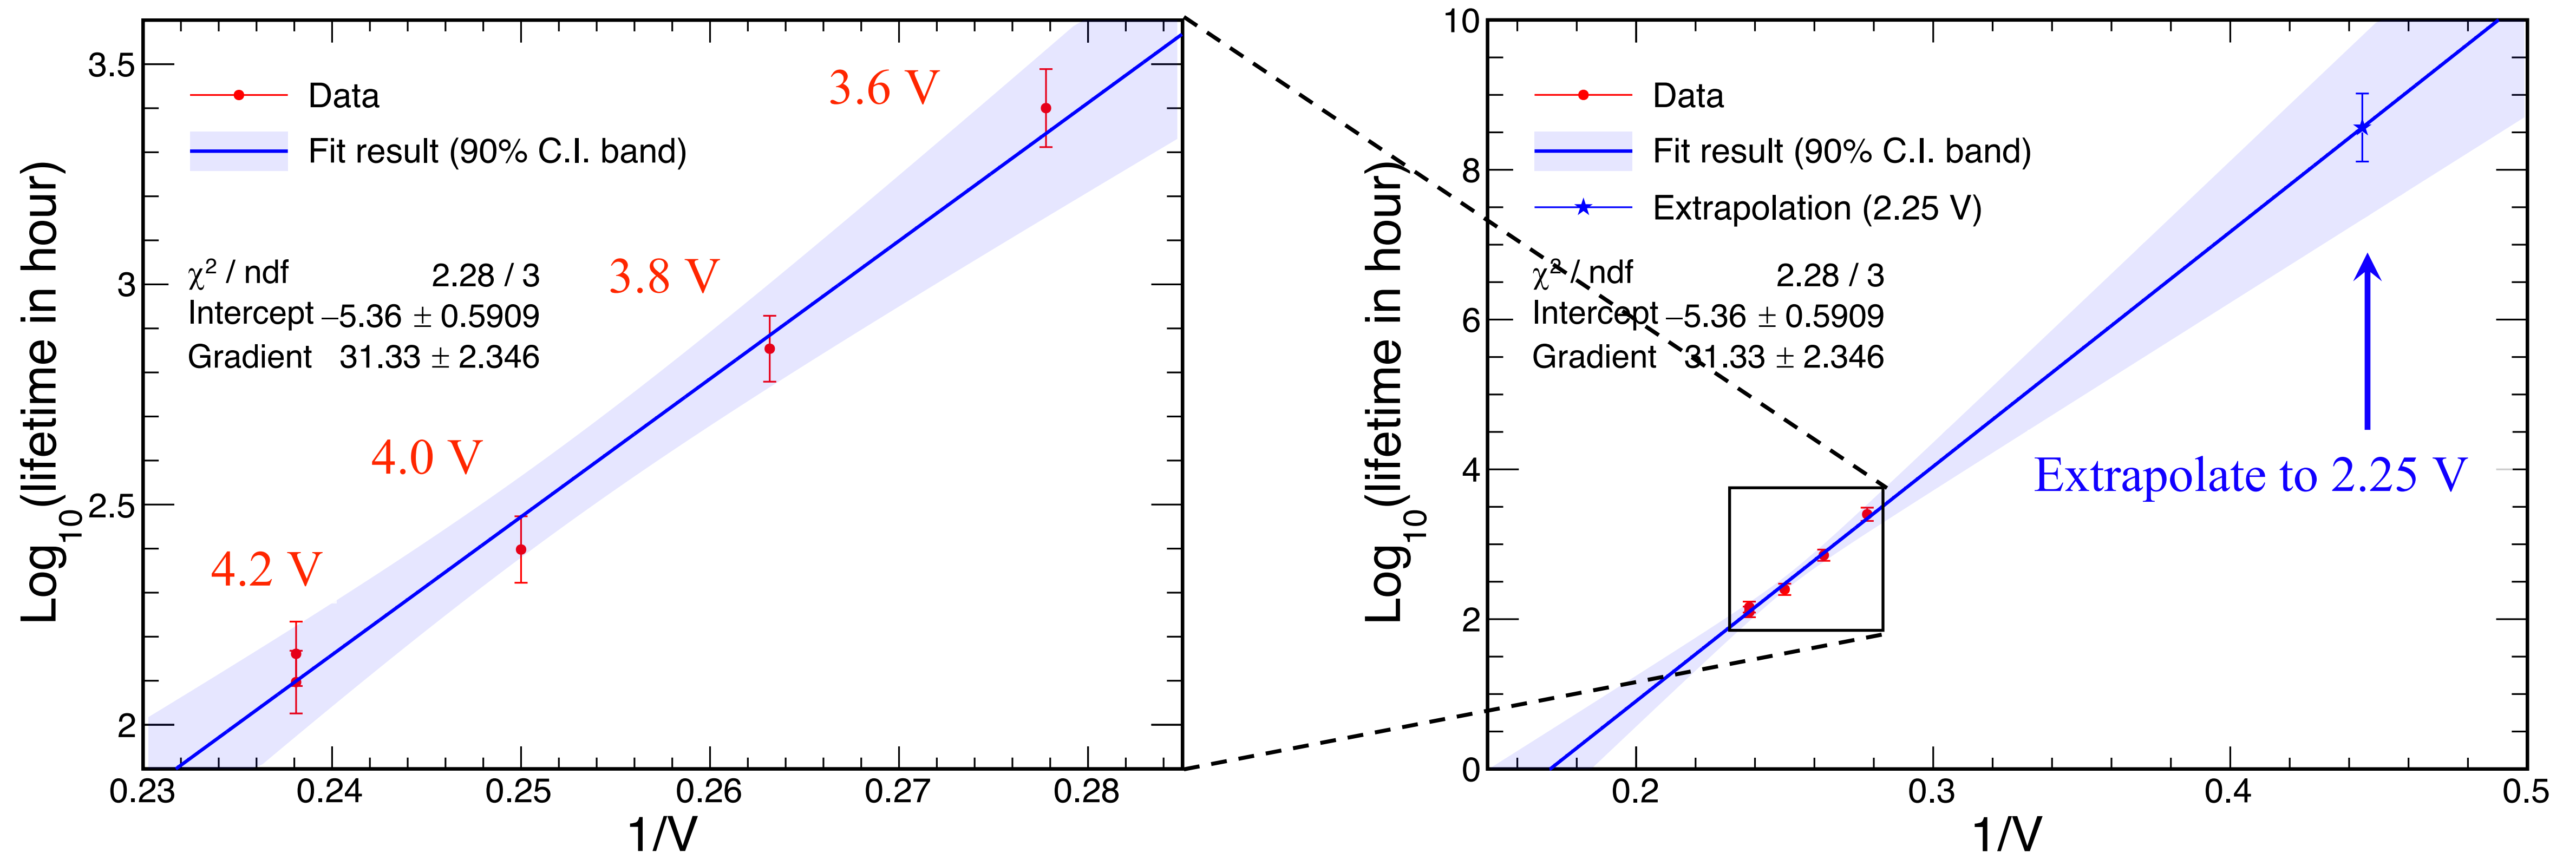 Log10(lifetime in hour)
3.5
3
2.5
2
Data
Fit result (90% C.I. band)
χ² / ndf 2.28 / 3
Intercept −5.36 ± 0.5909
Gradient 31.33 ± 2.346
3.6 V
3.8 V
4.0 V
4.2 V
0.23 0.24 0.25 0.26 0.27 0.28
1/V
Log10(lifetime in hour)
10
8
6
4
2
0
Data
Fit result (90% C.I. band)
Extrapolation (2.25 V)
χ² / ndf 2.28 / 3
Intercept −5.36 ± 0.5909
Gradient 31.33 ± 2.346
Extrapolate to 2.25 V
0.2 0.3 0.4 0.5
1/V